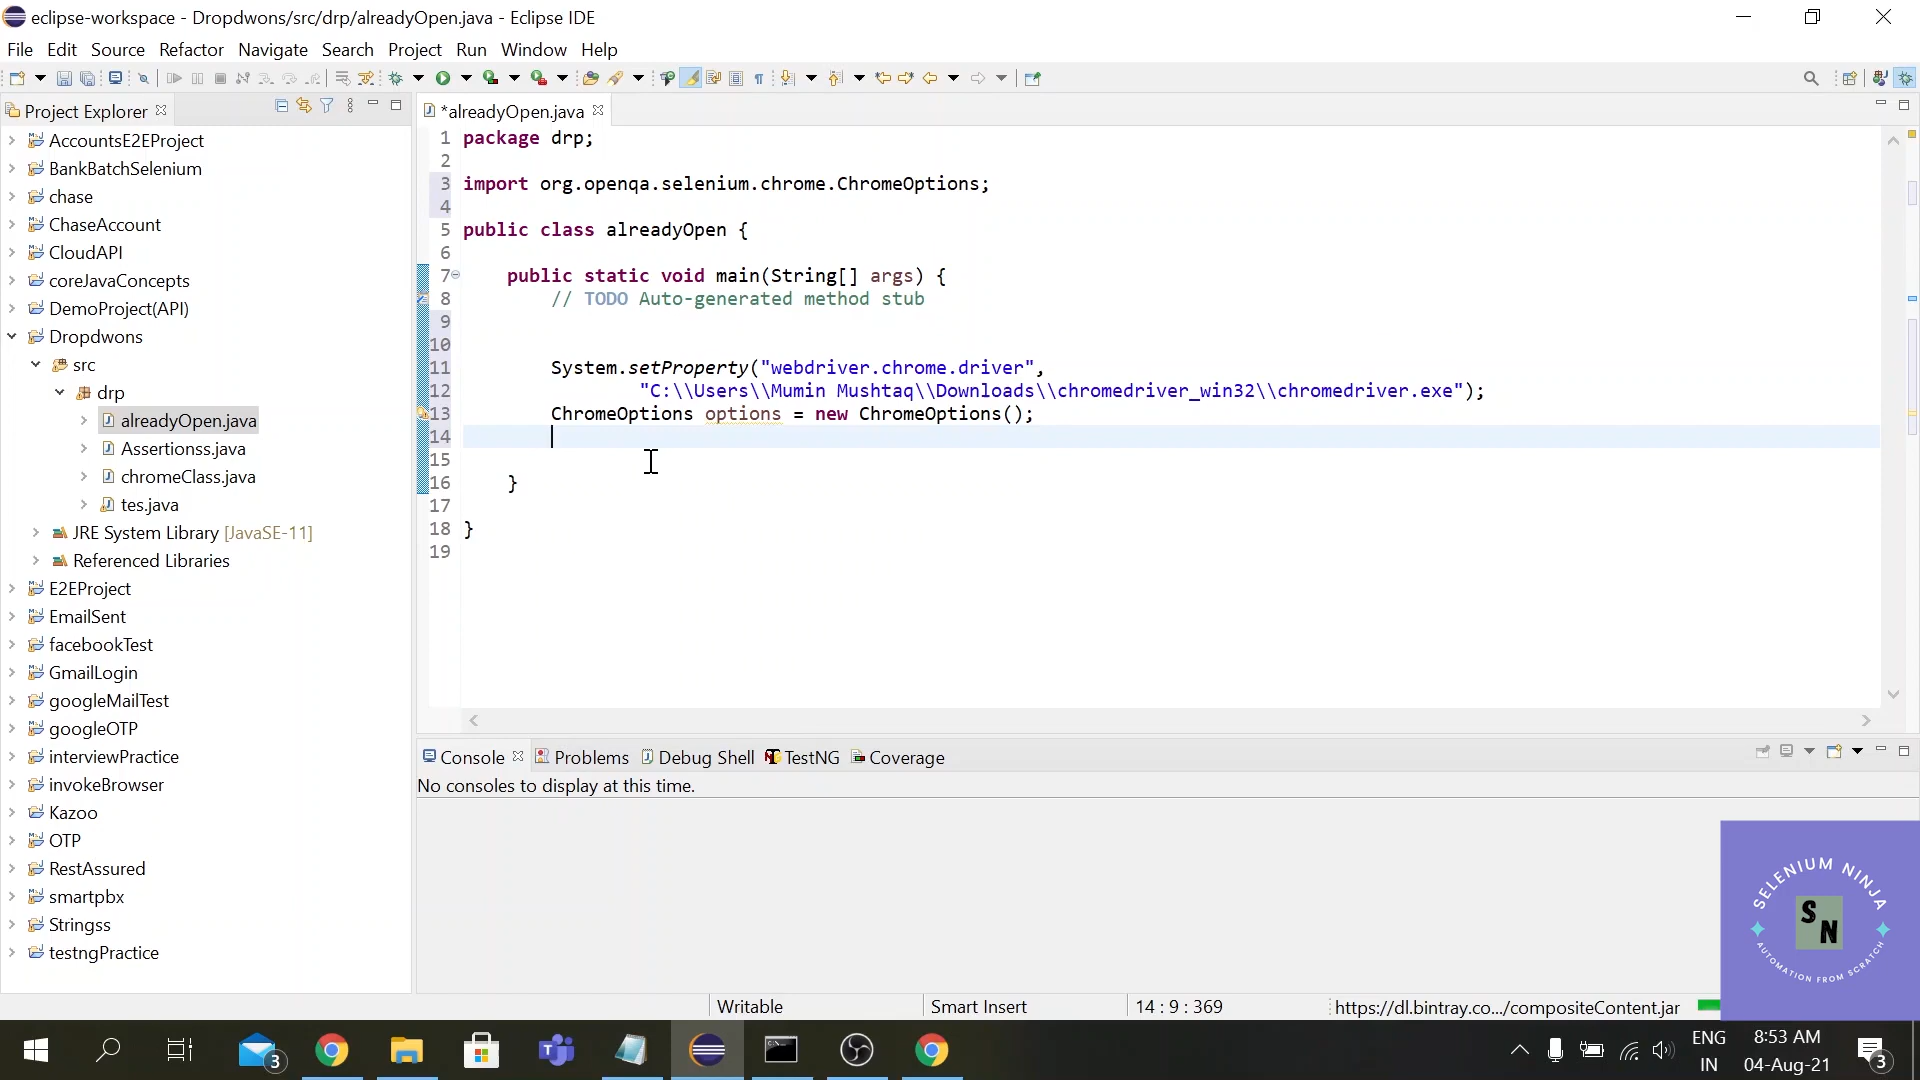 eclipse-workspace - Dropdwons/src/drp/alreadyOpen.java - Eclipse IDE
File Edit Source Refactor Navigate Search Project Run Window Help
Project Explorer
*alreadyOpen.java
AccountsE2EProject
BankBatchSelenium
chase
ChaseAccount
CloudAPI
coreJavaConcepts
DemoProject(API)
Dropdwons
src
drp
alreadyOpen.java
Assertionss.java
chromeClass.java
tes.java
JRE System Library [JavaSE-11]
Referenced Libraries
E2EProject
EmailSent
facebookTest
GmailLogin
googleMailTest
googleOTP
interviewPractice
invokeBrowser
Kazoo
OTP
RestAssured
smartpbx
Stringss
testngPractice
1 package drp;
2
3 import org.openqa.selenium.chrome.ChromeOptions;
4
5 public class alreadyOpen {
6
7 public static void main(String[] args) {
8 // TODO Auto-generated method stub
9
10
11 System.setProperty("webdriver.chrome.driver",
12 "C:\\Users\\Mumin Mushtaq\\Downloads\\chromedriver_win32\\chromedriver.exe");
13 ChromeOptions options = new ChromeOptions();
14
15
16 }
17
18 }
19
Console Problems Debug Shell TestNG Coverage
No consoles to display at this time.
SELENIUM NINJA
S
N
AUTOMATION FROM SCRATCH
Writable Smart Insert 14 : 9 : 369 https://dl.bintray.co.../compositeContent.jar
3
ENG
IN
8:53 AM
04-Aug-21
3